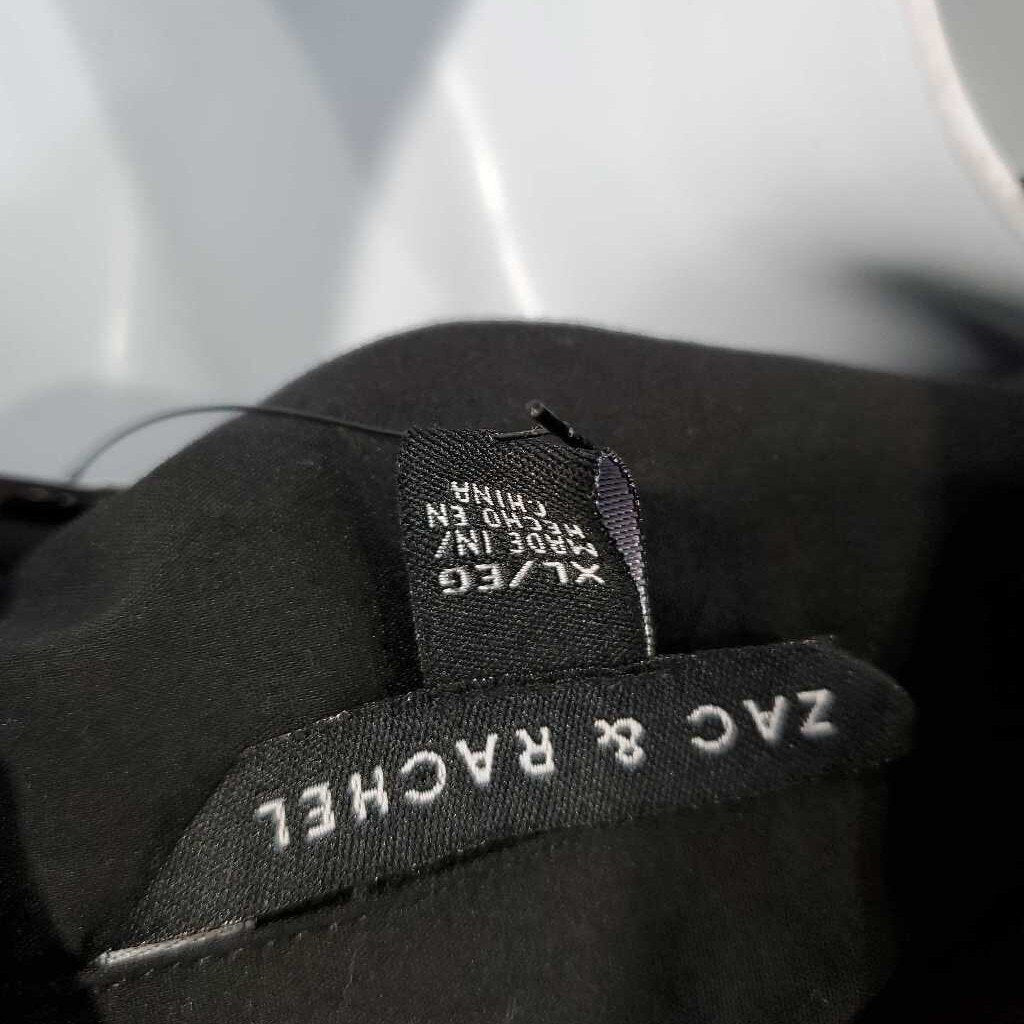 ZAC & RACHEL
XL/EG
MADE IN/
HECHO EN
CHINA